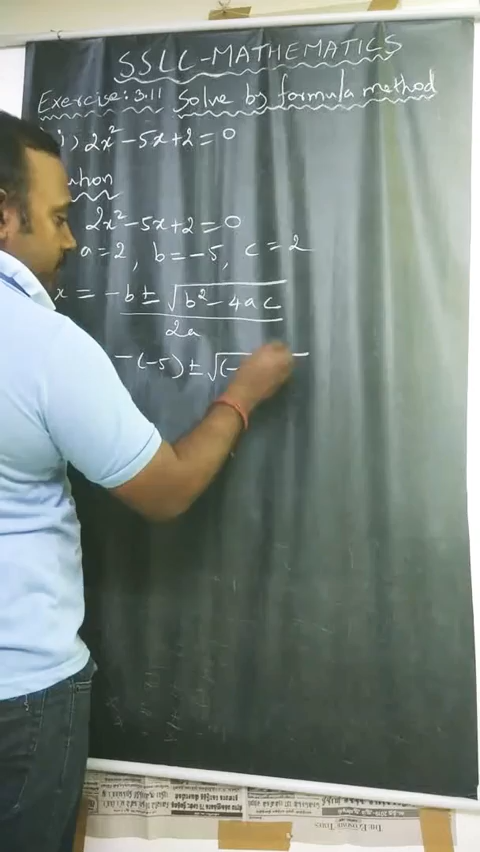 SSLC-MATHEMATICS
Exercise: 3.11 Solve by formula method
i) 2x² - 5x + 2 = 0
2x² - 5x + 2 = 0
a = 2, b = -5, c = 2
x = -b ± √b² - 4ac
2a
-(-5) ± √(-